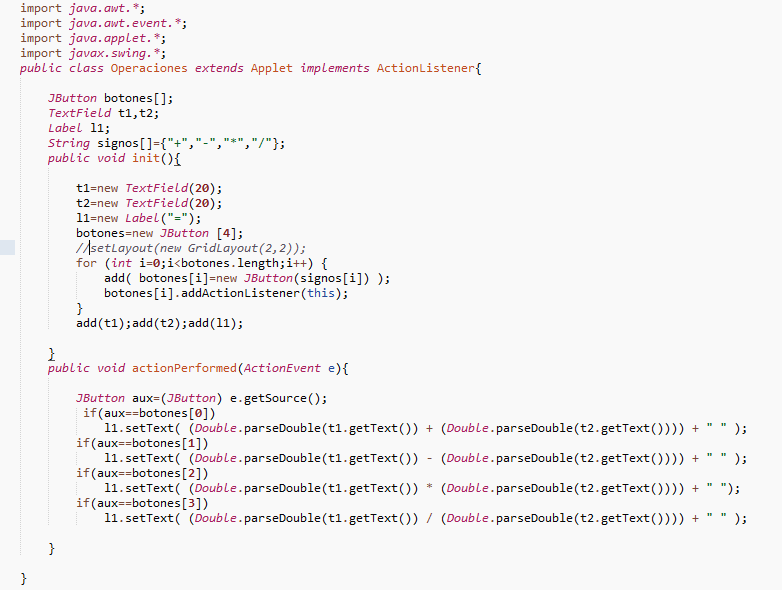 import java.awt.*;
import java.awt.event.*;
import java.applet.*;
import javax.swing.*;
public class Operaciones extends Applet implements ActionListener{
JButton botones[];
TextField t1,t2;
Label l1;
String signos[]={"+","-","*","/"};
public void init(){
t1=new TextField(20);
t2=new TextField(20);
l1=new Label("=");
botones=new JButton [4];
//setLayout(new GridLayout(2,2));
for (int i=0;i<botones.length;i++) {
add( botones[i]=new JButton(signos[i]) );
botones[i].addActionListener(this);
}
add(t1);add(t2);add(l1);
}
public void actionPerformed(ActionEvent e){
JButton aux=(JButton) e.getSource();
if(aux==botones[0])
l1.setText( (Double.parseDouble(t1.getText()) + (Double.parseDouble(t2.getText()))) + " " );
if(aux==botones[1])
l1.setText( (Double.parseDouble(t1.getText()) - (Double.parseDouble(t2.getText()))) + " " );
if(aux==botones[2])
l1.setText( (Double.parseDouble(t1.getText()) * (Double.parseDouble(t2.getText()))) + " ");
if(aux==botones[3])
l1.setText( (Double.parseDouble(t1.getText()) / (Double.parseDouble(t2.getText()))) + " " );
}
}